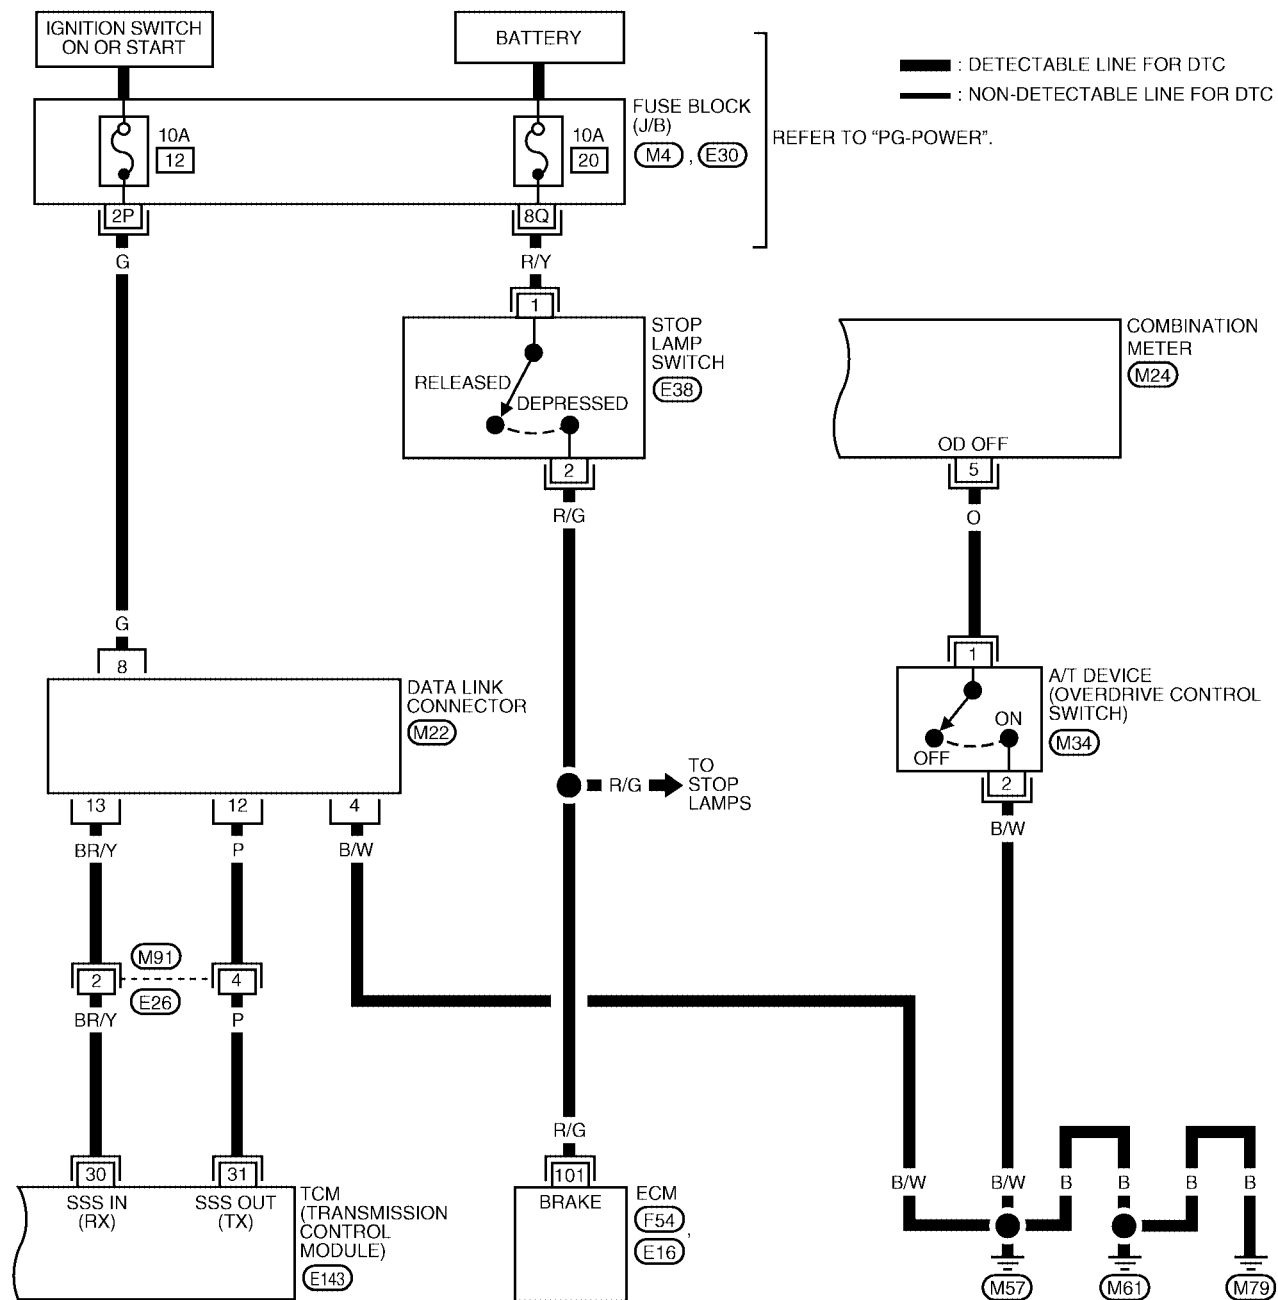 IGNITION SWITCH
ON OR START
BATTERY
: DETECTABLE LINE FOR DTC
: NON-DETECTABLE LINE FOR DTC
10A
12
10A
20
FUSE BLOCK
(J/B)
M4 , E30
REFER TO “PG-POWER”.
2P
8Q
G
R/Y
1
STOP
LAMP
SWITCH
E38
RELEASED
DEPRESSED
2
R/G
COMBINATION
METER
M24
OD OFF
5
O
G
8
DATA LINK
CONNECTOR
M22
1
A/T DEVICE
(OVERDRIVE CONTROL
SWITCH)
M34
ON
OFF
2
B/W
R/G
TO
STOP
LAMPS
13
12
4
BR/Y
P
B/W
M91
2
4
E26
BR/Y
P
R/G
30
31
101
SSS IN
(RX)
SSS OUT
(TX)
TCM
(TRANSMISSION
CONTROL
MODULE)
E143
BRAKE
ECM
F54 ,
E16
B/W
B/W
B
B
B
B
M57
M61
M79